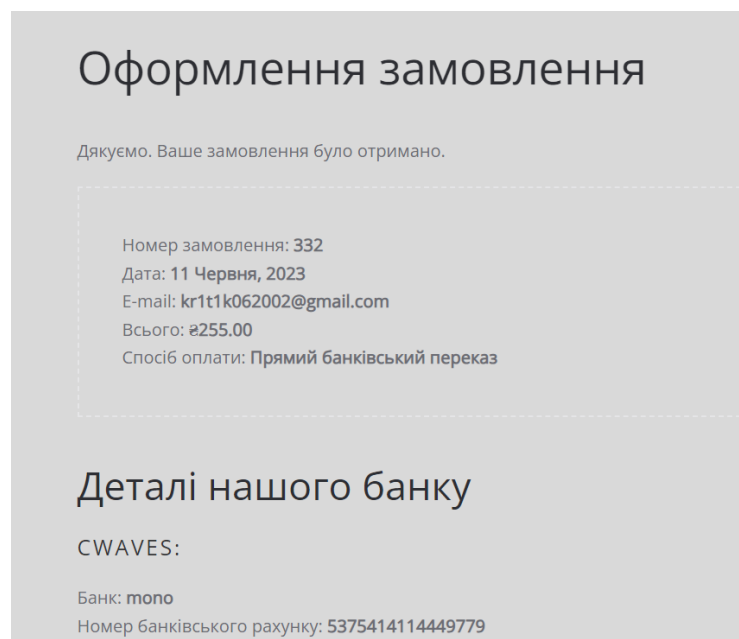 Оформлення замовлення
Дякуємо. Ваше замовлення було отримано.
Номер замовлення: 332
Дата: 11 Червня, 2023
E-mail: kr1t1k062002@gmail.com
Всього: ₴255.00
Спосіб оплати: Прямий банківський переказ
Деталі нашого банку
CWAVES:
Банк: mono
Номер банківського рахунку: 5375414114449779